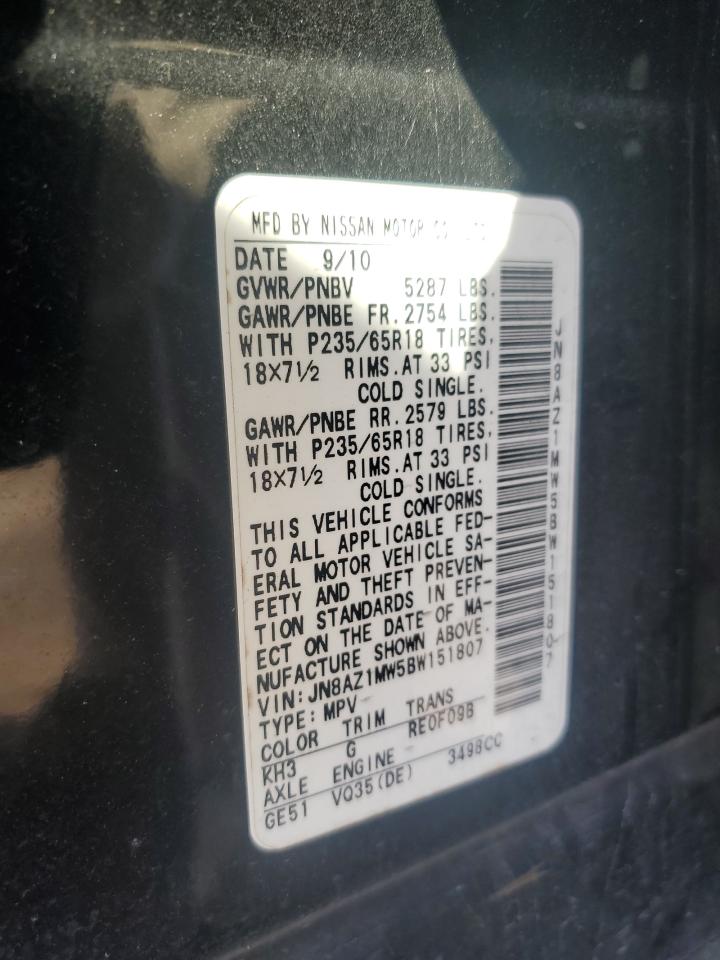 MFD BY NISSAN MOTOR CO LTD
DATE 9/10
GVWR/PNBV 5287 LBS.
GAWR/PNBE FR.2754 LBS.
WITH P235/65R18 TIRES,
18X7½ RIMS.AT 33 PSI
COLD SINGLE.
GAWR/PNBE RR.2579 LBS.
WITH P235/65R18 TIRES,
18X7½ RIMS.AT 33 PSI
COLD SINGLE.
THIS VEHICLE CONFORMS
TO ALL APPLICABLE FED-
ERAL MOTOR VEHICLE SA-
FETY AND THEFT PREVEN-
TION STANDARDS IN EFF-
ECT ON THE DATE OF MA-
NUFACTURE SHOWN ABOVE.
VIN:JN8AZ1MW5BW151807
TYPE:MPV
COLOR TRIM TRANS
KH3 G RE0F09B
AXLE ENGINE 3498CC
GE51 VQ35(DE)
JN8AZ1MW5BW151807